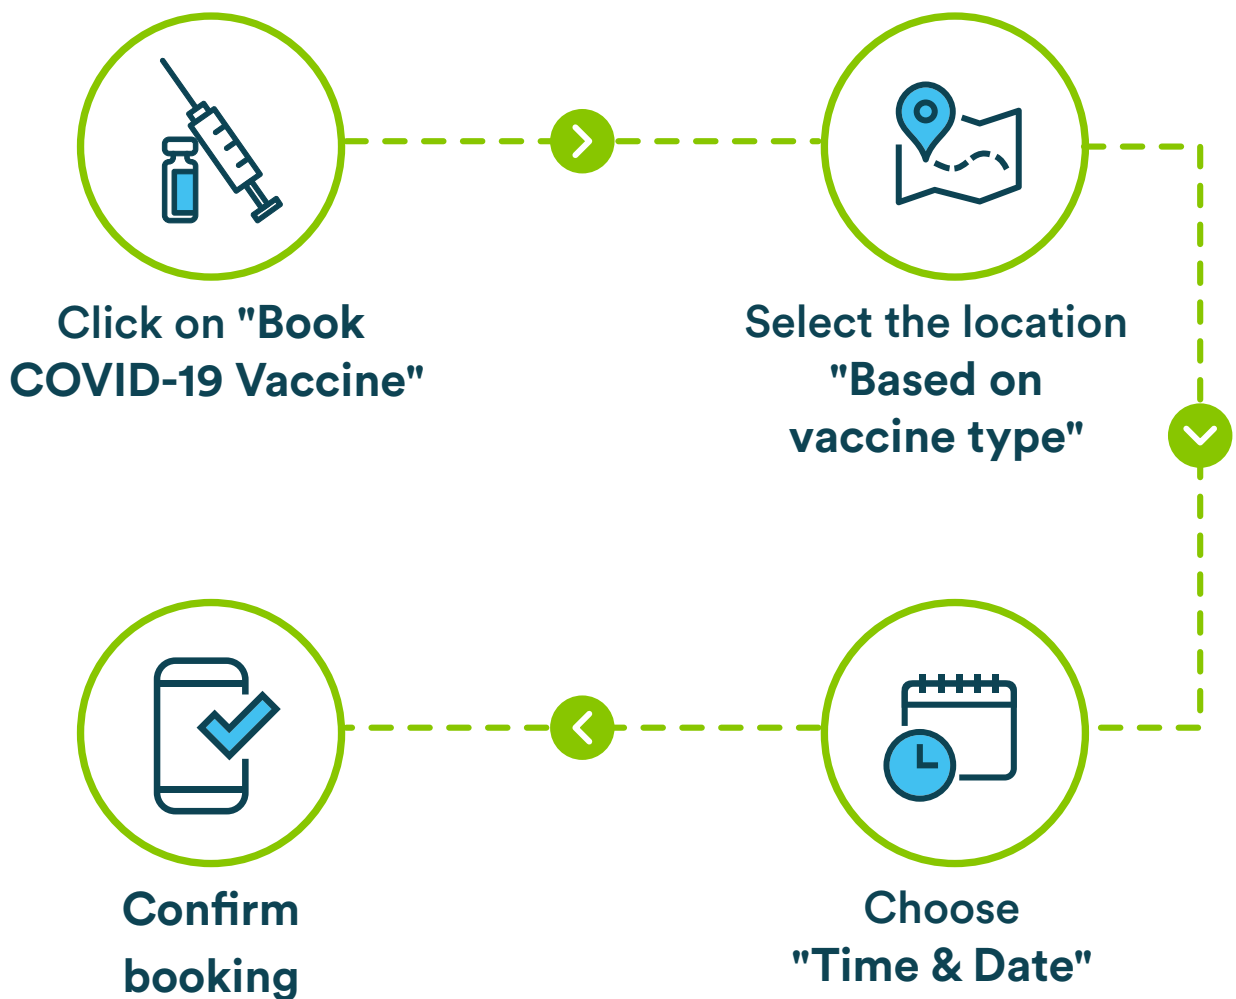 Click on "Book
COVID-19 Vaccine"
Select the location
"Based on
vaccine type"
Choose
"Time & Date"
Confirm
booking